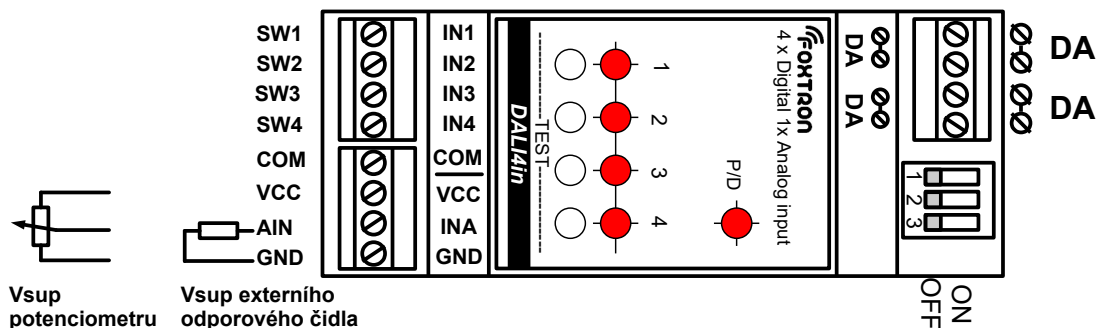 SW1
SW2
SW3
SW4
COM
VCC
AIN
GND
IN1
IN2
IN3
IN4
COM
VCC
INA
GND
DALI4in
TEST
1
2
3
4
P/D
FOXTRON
4 x Digital 1x Analog input
DA
DA
DA
DA
1
2
3
ON
OFF
Vsup
potenciometru
Vsup externího
odporového čidla